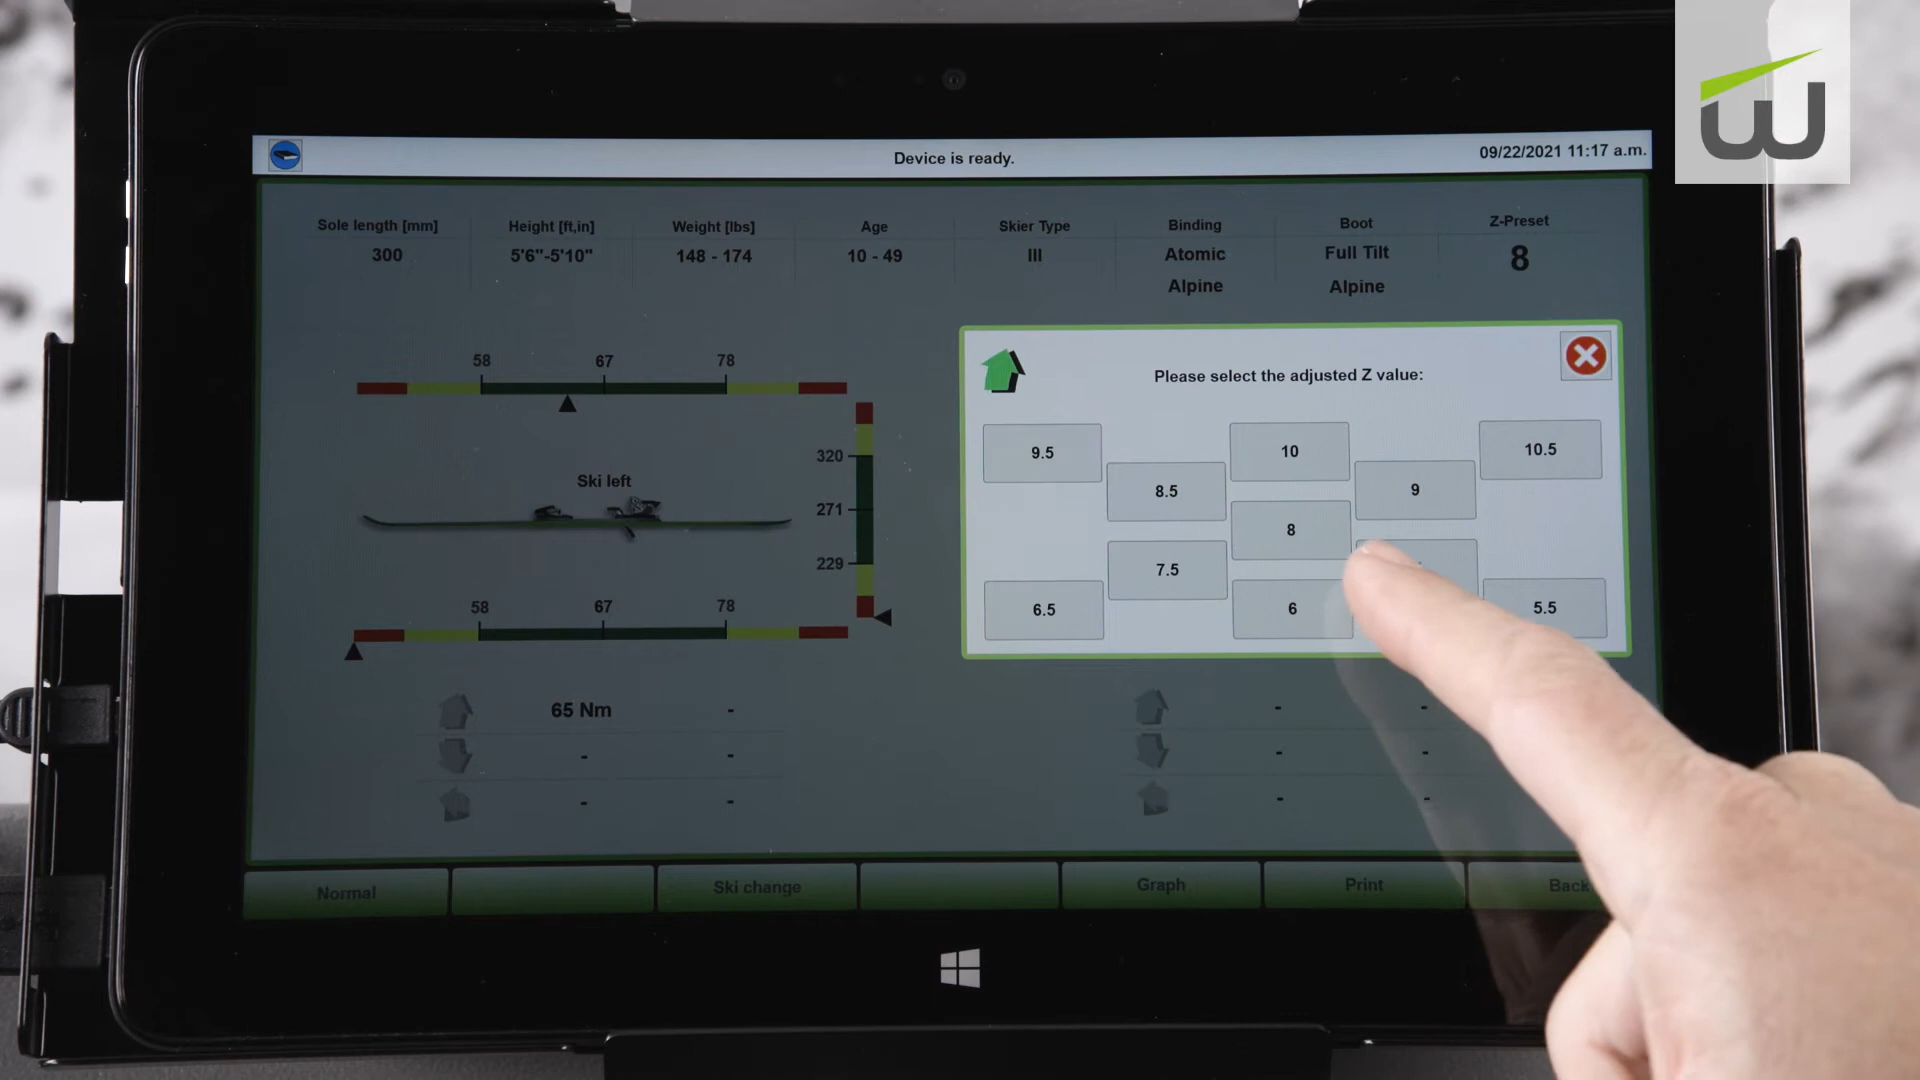 Device is ready.
09/22/2021 11:17 a.m.
Sole length [mm] Height [ft,in] Weight [lbs] Age Skier Type Binding Boot Z-Preset
300 5'6"-5'10" 148 - 174 10 - 49 III Atomic Full Tilt 8
Alpine Alpine
58 67 78
Please select the adjusted Z value:
9.5 10 10.5
8.5 9
8
7.5
6.5 6 5.5
320
271
229
Ski left
58 67 78
65 Nm - - -
- - - -
- - - -
Normal Ski change Graph Print Back